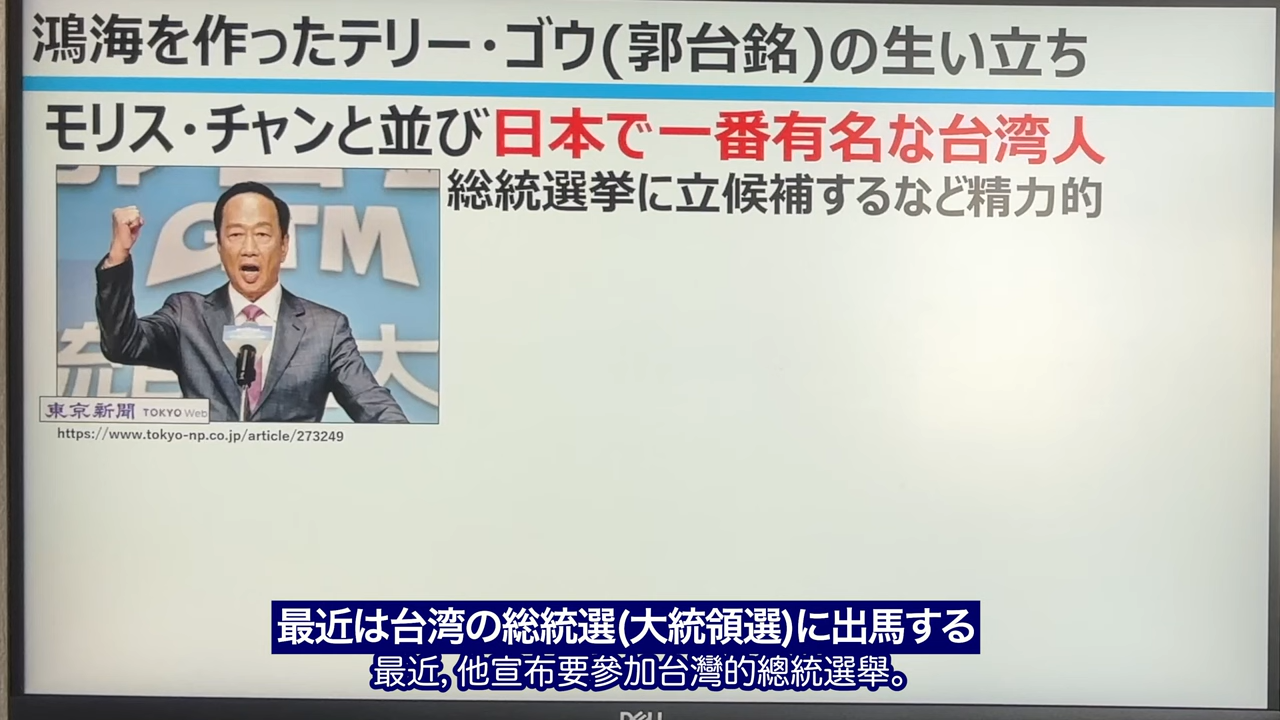 鴻海を作ったテリー・ゴウ(郭台銘)の生い立ち
モリス・チャンと並び日本で一番有名な台湾人
総統選挙に立候補するなど精力的
GTM
大
東京新聞 TOKYO Web
https://www.tokyo-np.co.jp/article/273249
最近は台湾の総統選(大統領選)に出馬する
最近, 他宣布要參加台灣的總統選舉。